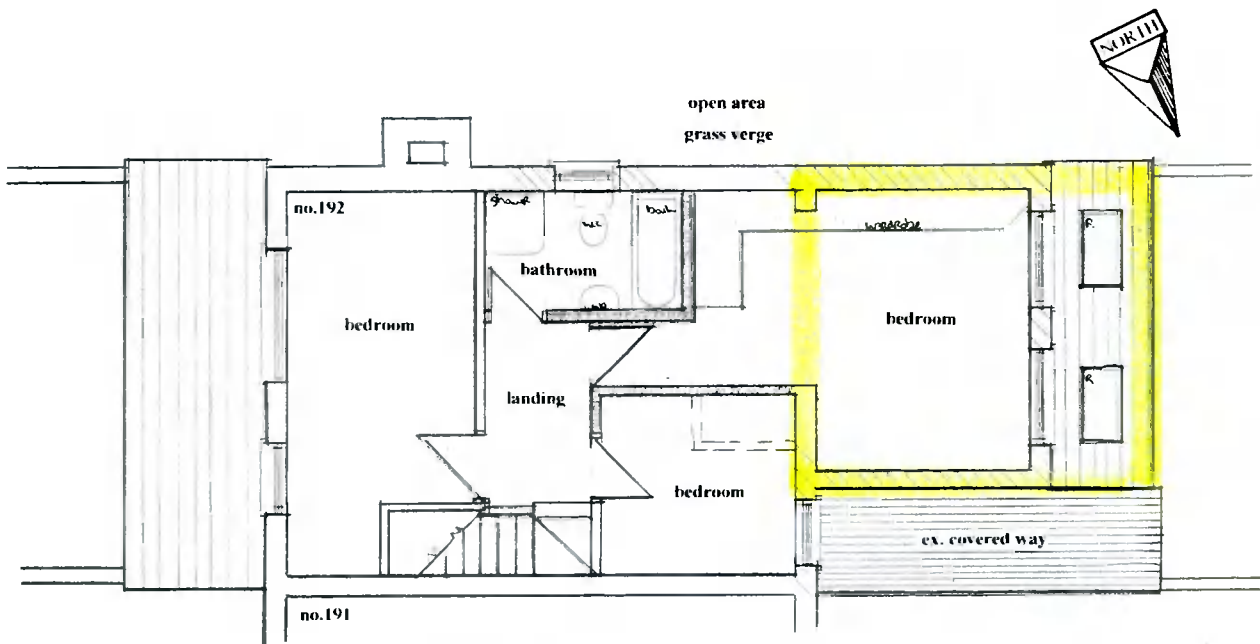 NORTH
open area
grass verge
no.192
shower
wc
bath
wardrobe
bathroom
whb
bedroom
bedroom
landing
bedroom
R.
R
ex. covered way
no.191